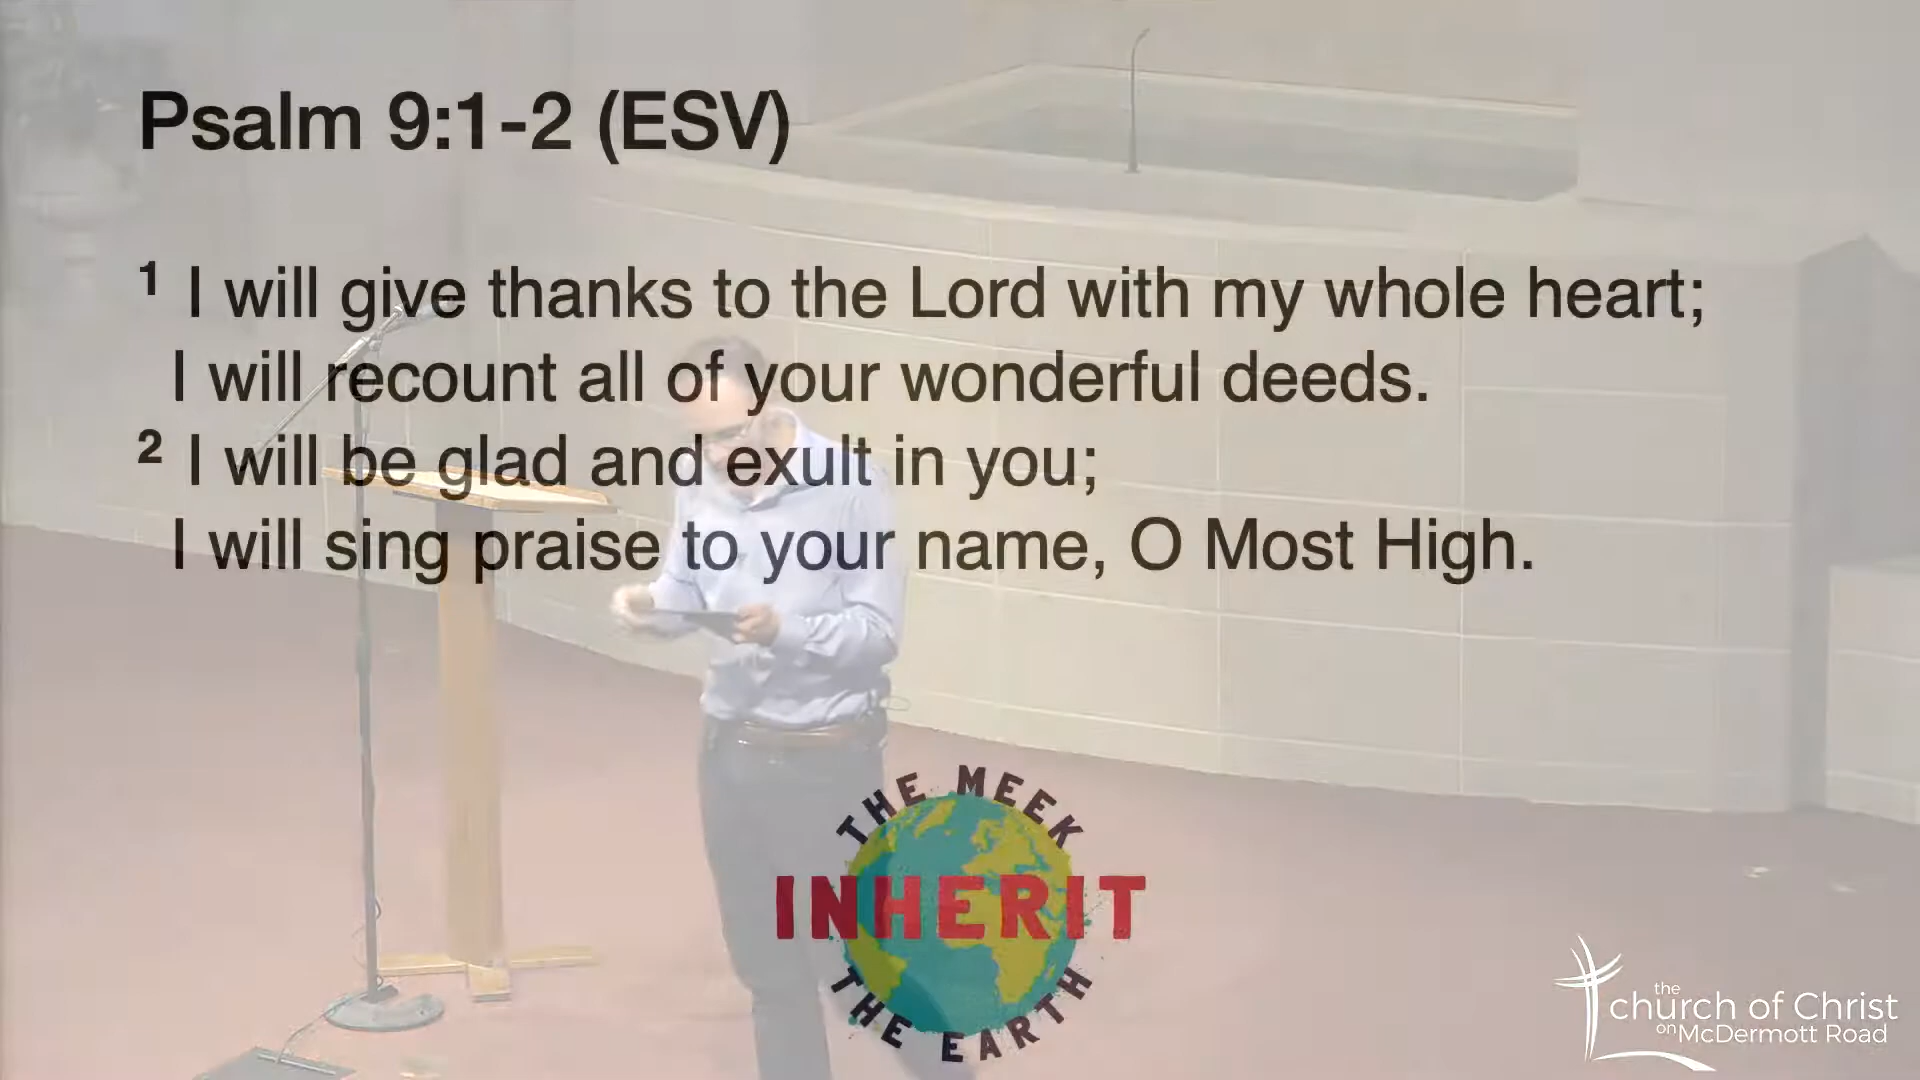 Psalm 9:1-2 (ESV)
1 I will give thanks to the Lord with my whole heart;
I will recount all of your wonderful deeds.
2 I will be glad and exult in you;
I will sing praise to your name, O Most High.
THE MEEK
INHERIT
THE EARTH
the
church of Christ
on McDermott Road